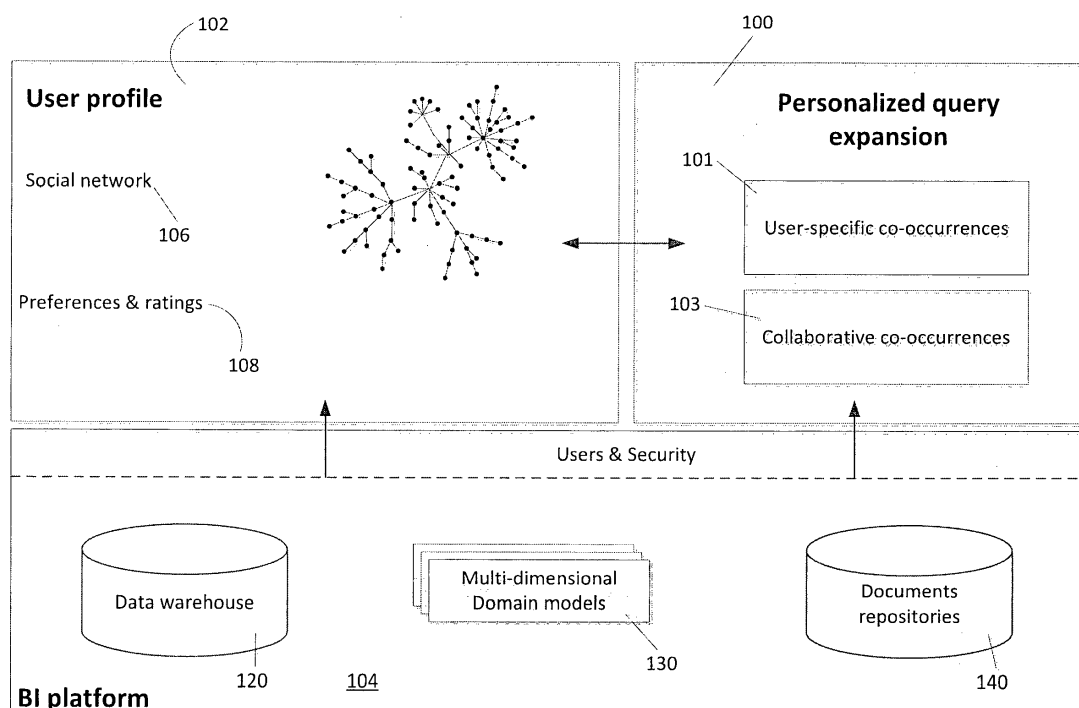 102
100
User profile
Personalized query
expansion
Social network
106
101
User-specific co-occurrences
Preferences & ratings
108
103
Collaborative co-occurrences
Users & Security
Data warehouse
120
Multi-dimensional
Domain models
130
Documents
repositories
140
104
BI platform